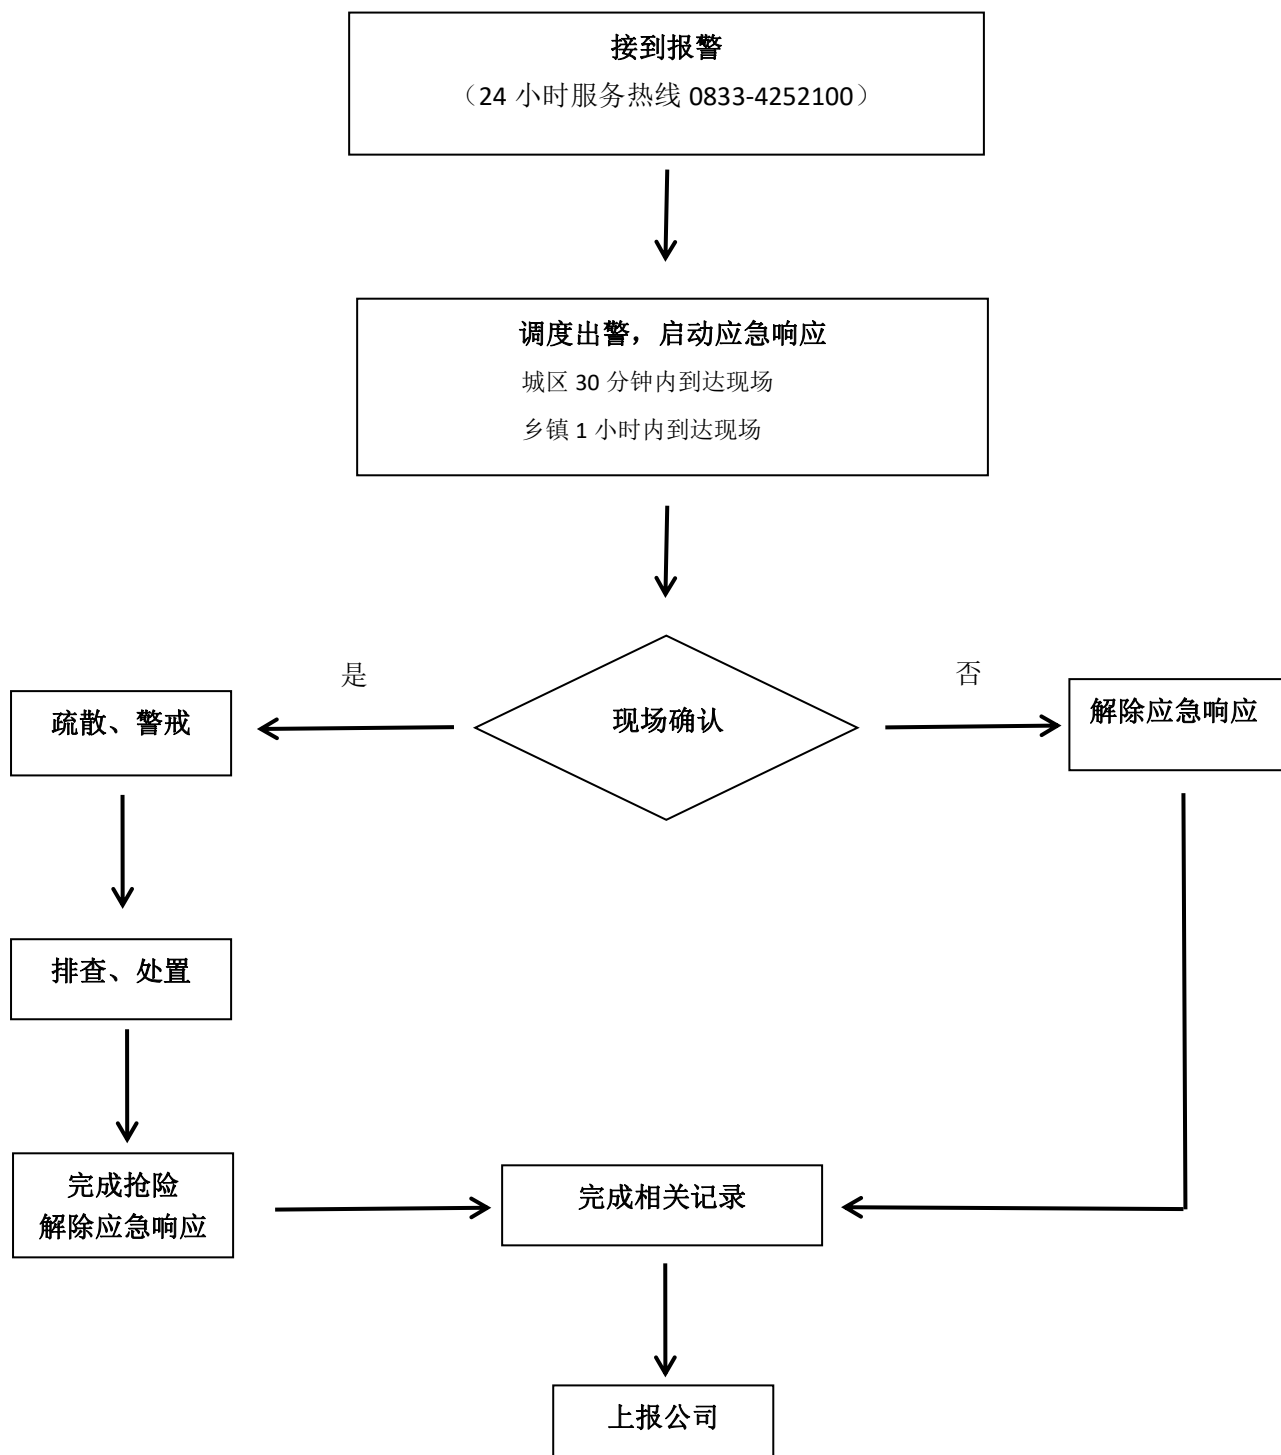 接到报警
（24 小时服务热线 0833-4252100）
调度出警，启动应急响应
城区 30 分钟内到达现场
乡镇 1 小时内到达现场
是
否
疏散、警戒
现场确认
解除应急响应
排查、处置
完成抢险
解除应急响应
完成相关记录
上报公司